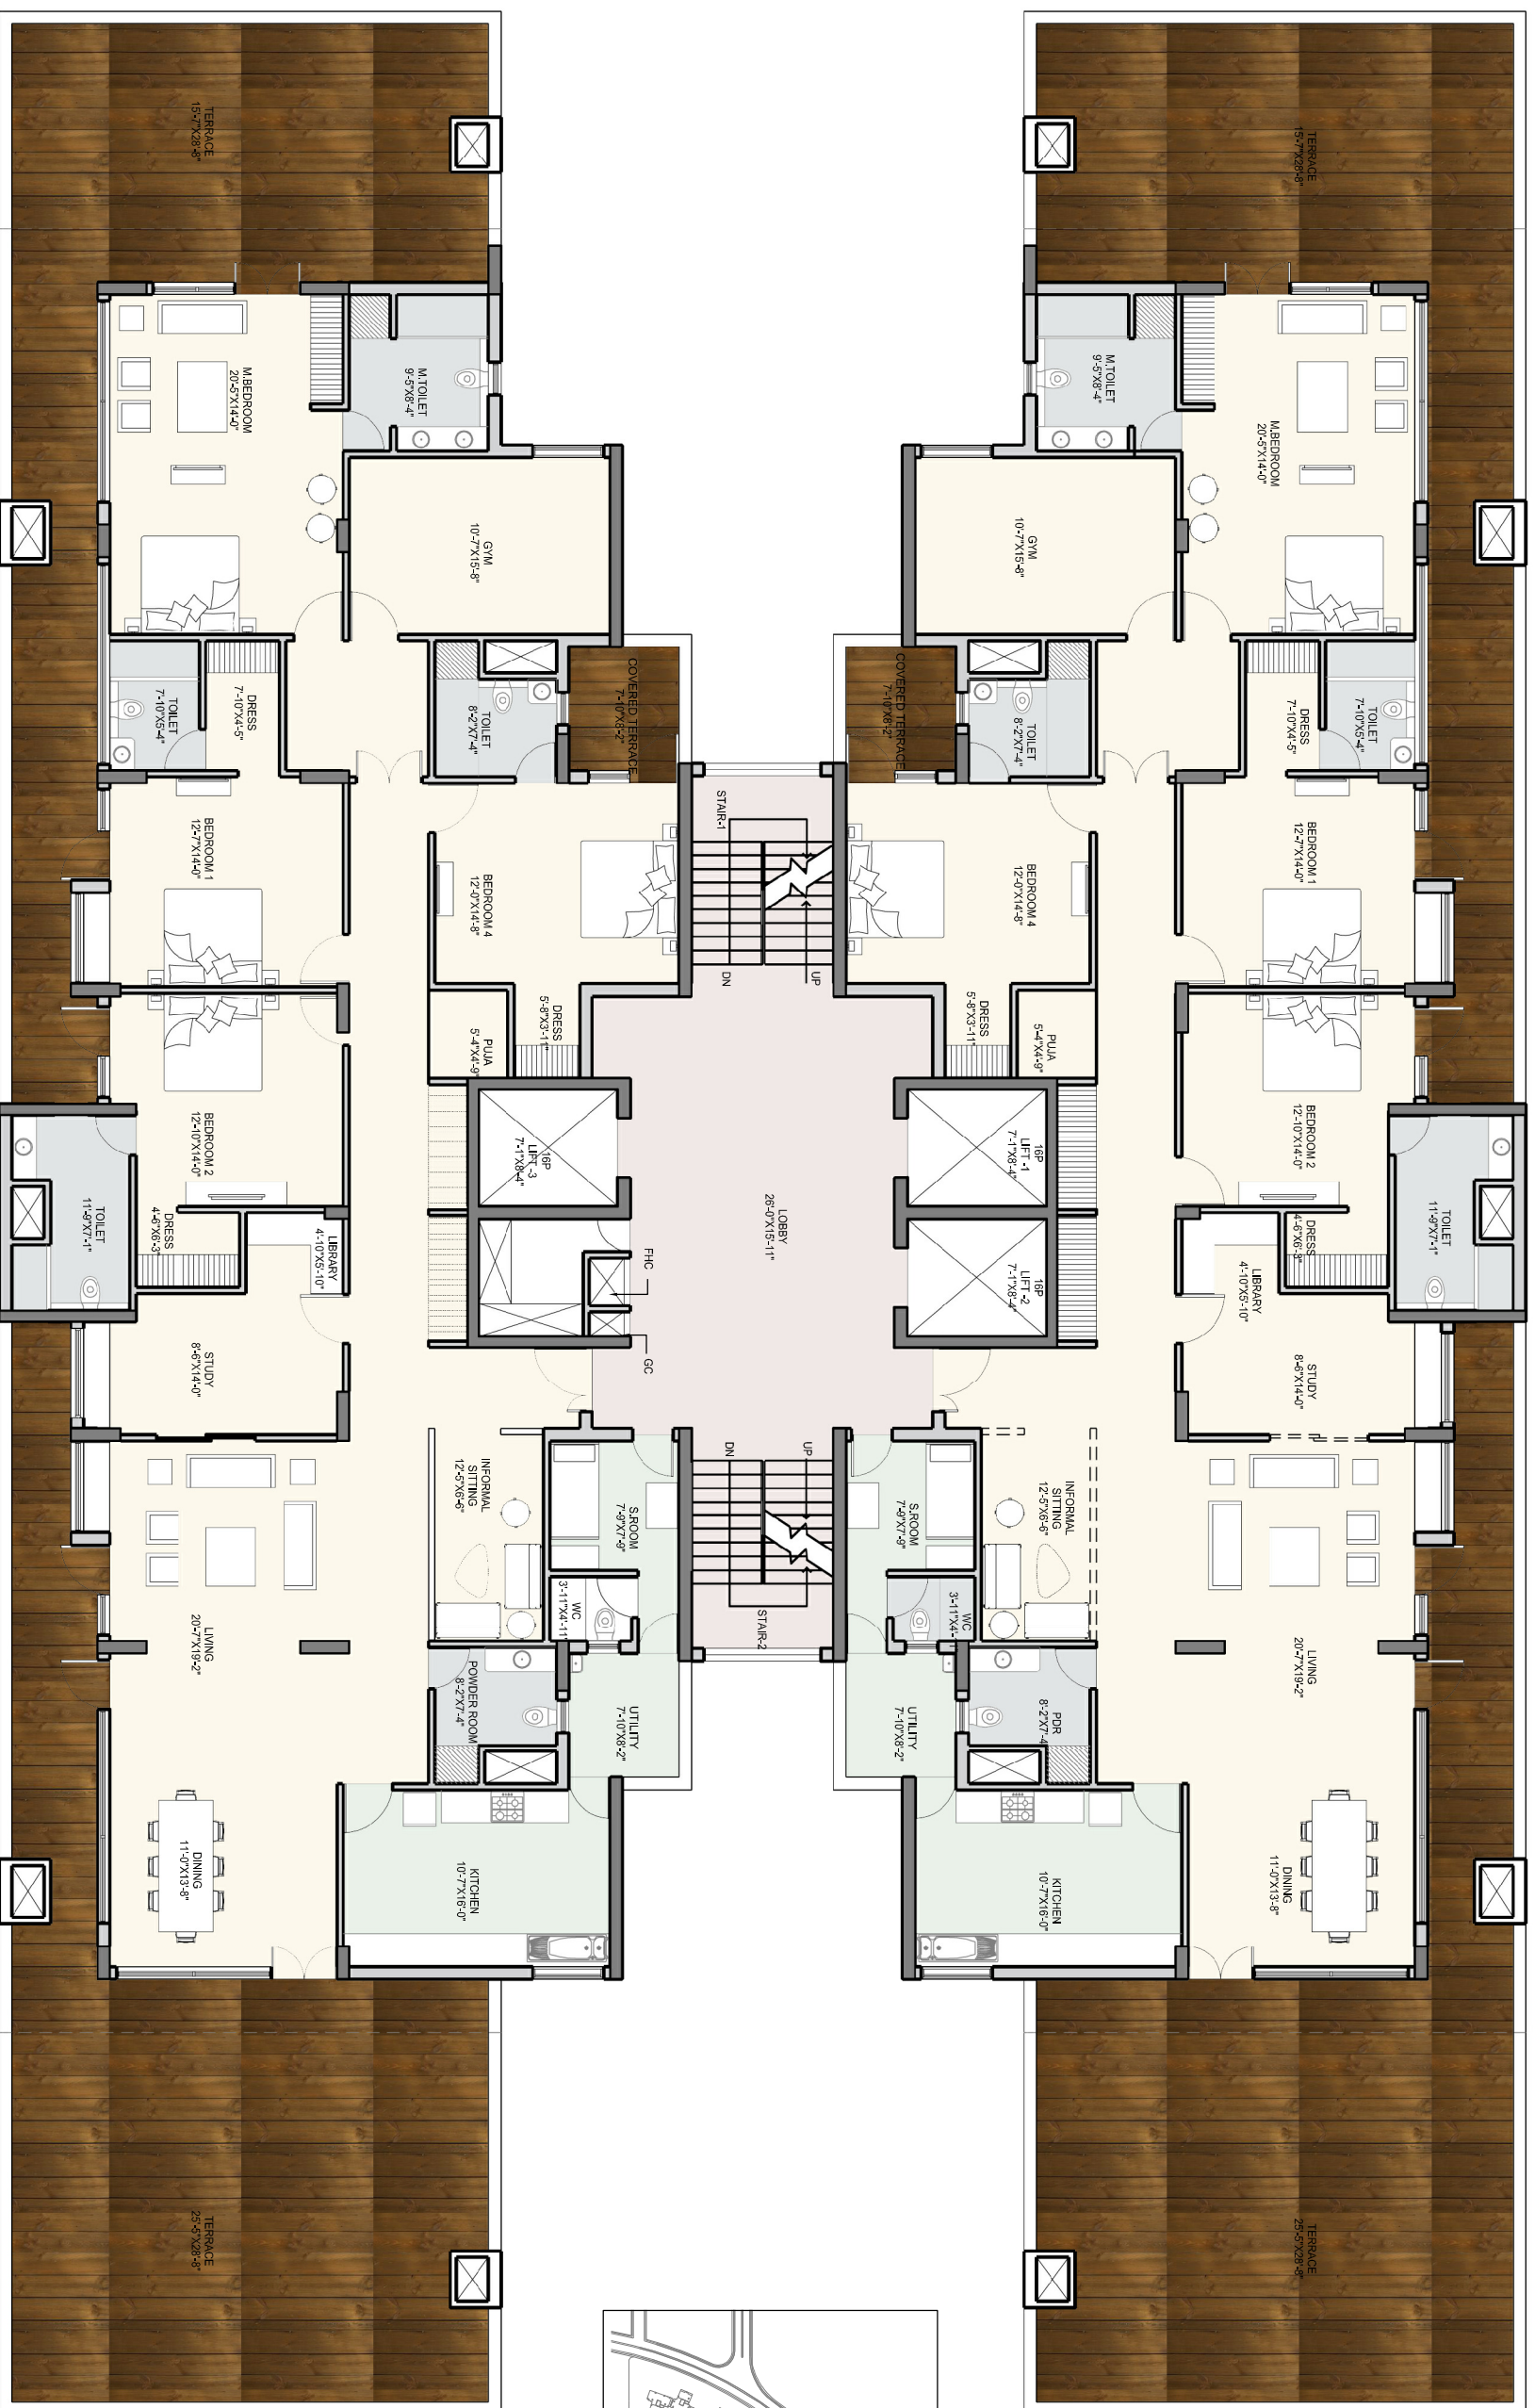 TERRACE
15'-7"X28'-8"
TERRACE
15'-7"X28'-8"
M.BEDROOM
20'-5"X14'-0"
M.TOILET
9'-5"X8'-4"
M.TOILET
9'-5"X8'-4"
M.BEDROOM
20'-5"X14'-0"
GYM
10'-7"X15'-8"
GYM
10'-7"X15'-8"
TOILET
7'-10"X5'-4"
DRESS
7'-10"X4'-5"
TOILET
8'-2"X7'-4"
COVERED TERRACE
7'-10"X8'-2"
COVERED TERRACE
7'-10"X8'-2"
TOILET
8'-2"X7'-4"
DRESS
7'-10"X4'-5"
TOILET
7'-10"X5'-4"
BEDROOM 1
12'-7"X14'-0"
BEDROOM 4
12'-0"X14'-8"
STAIR-1
DN
UP
BEDROOM 4
12'-0"X14'-8"
BEDROOM 1
12'-7"X14'-0"
PUJA
5'-4"X4'-9"
DRESS
5'-8"X3'-11"
DRESS
5'-8"X3'-11"
PUJA
5'-4"X4'-9"
BEDROOM 2
12'-10"X14'-0"
16P
LIFT -3
7'-1"X8'-4"
16P
LIFT -1
7'-1"X8'-4"
BEDROOM 2
12'-10"X14'-0"
TOILET
11'-9"X7'-1"
DRESS
4'-6"X6'-3"
LIBRARY
4'-10"X5'-10"
FHC
GC
LOBBY
26'-0"X15'-11"
16P
LIFT -2
7'-1"X8'-4"
LIBRARY
4'-10"X5'-10"
DRESS
4'-6"X6'-3"
TOILET
11'-9"X7'-1"
STUDY
8'-6"X14'-0"
STUDY
8'-6"X14'-0"
INFORMAL
SITTING
12'-5"X6'-6"
S.ROOM
7'-9"X7'-9"
DN
UP
S.ROOM
7'-9"X7'-9"
INFORMAL
SITTING
12'-5"X6'-6"
WC
3'-11"X4'-11"
STAIR-2
WC
3'-11"X4'-11"
LIVING
20'-7"X19'-2"
POWDER ROOM
8'-2"X7'-4"
UTILITY
7'-10"X8'-2"
UTILITY
7'-10"X8'-2"
PDR
8'-2"X7'-4"
LIVING
20'-7"X19'-2"
DINING
11'-0"X13'-8"
KITCHEN
10'-7"X16'-0"
KITCHEN
10'-7"X16'-0"
DINING
11'-0"X13'-8"
TERRACE
25'-5"X28'-8"
TERRACE
25'-5"X28'-8"